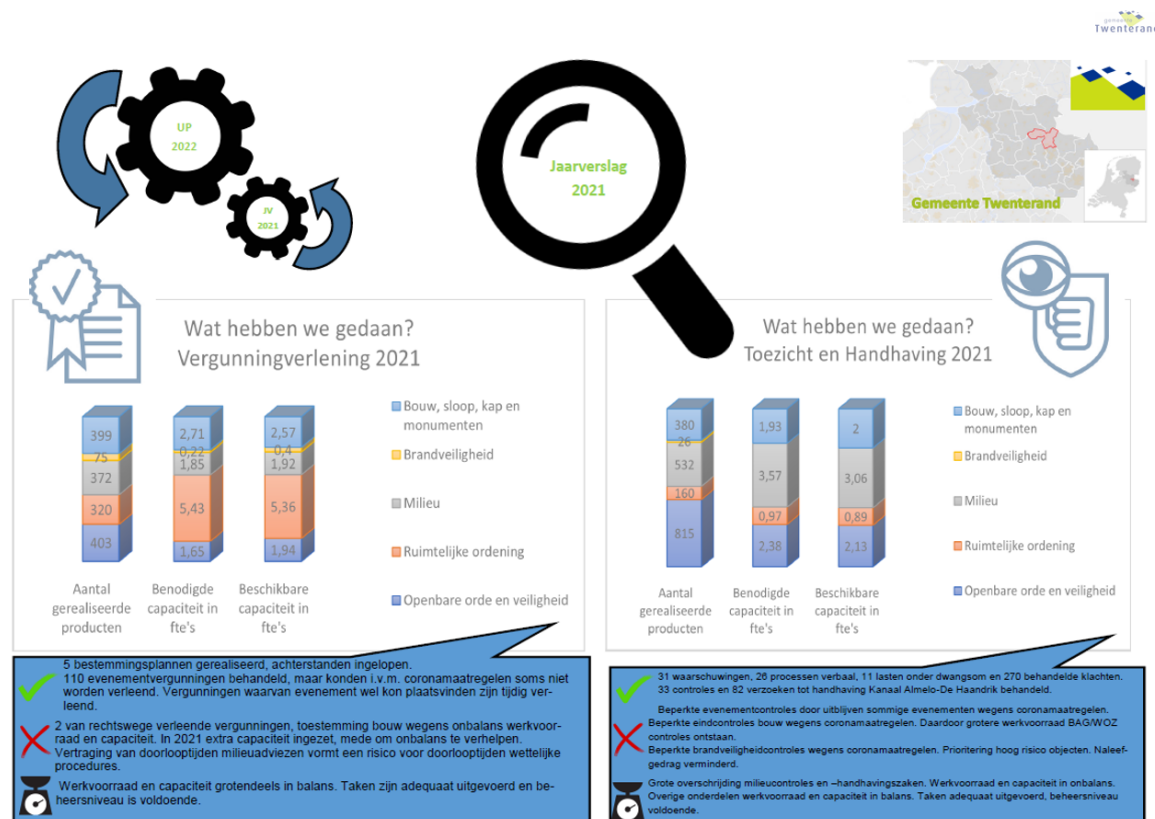 gemeente
Twenterand
UP
2022
JV
2021
Jaarverslag
2021
Gemeente Twenterand
Wat hebben we gedaan?
Vergunningverlening 2021
399
75
372
320
403
2,71
0,22
1,85
5,43
1,65
2,57
0,4
1,92
5,36
1,94
Aantal
gerealiseerde
producten
Benodigde
capaciteit in
fte's
Beschikbare
capaciteit in
fte's
Bouw, sloop, kap en
monumenten
Brandveiligheid
Milieu
Ruimtelijke ordening
Openbare orde en veiligheid
5 bestemmingsplannen gerealiseerd, achterstanden ingelopen.
110 evenementvergunningen behandeld, maar konden i.v.m. coronamaatregelen soms niet
worden verleend. Vergunningen waarvan evenement wel kon plaatsvinden zijn tijdig ver-
leend.
2 van rechtswege verleende vergunningen, toestemming bouw wegens onbalans werkvoor-
raad en capaciteit. In 2021 extra capaciteit ingezet, mede om onbalans te verhelpen.
Vertraging van doorlooptijden milieuadviezen vormt een risico voor doorlooptijden wettelijke
procedures.
Werkvoorraad en capaciteit grotendeels in balans. Taken zijn adequaat uitgevoerd en be-
heersniveau is voldoende.
Wat hebben we gedaan?
Toezicht en Handhaving 2021
380
26
532
160
815
1,93
3,57
0,97
2,38
2
3,06
0,89
2,13
Aantal
gerealiseerde
producten
Benodigde
capaciteit in
fte's
Beschikbare
capaciteit in
fte's
Bouw, sloop, kap en
monumenten
Brandveiligheid
Milieu
Ruimtelijke ordening
Openbare orde en veiligheid
31 waarschuwingen, 26 processen verbaal, 11 lasten onder dwangsom en 270 behandelde klachten.
33 controles en 82 verzoeken tot handhaving Kanaal Almelo-De Haandrik behandeld.
Beperkte evenementcontroles door uitblijven sommige evenementen wegens coronamaatregelen.
Beperkte eindcontroles bouw wegens coronamaatregelen. Daardoor grotere werkvoorraad BAG/WOZ
controles ontstaan.
Beperkte brandveiligheidcontroles wegens coronamaatregelen. Prioritering hoog risico objecten. Naleef-
gedrag verminderd.
Grote overschrijding milieucontroles en –handhavingszaken. Werkvoorraad en capaciteit in onbalans.
Overige onderdelen werkvoorraad en capaciteit in balans. Taken adequaat uitgevoerd, beheersniveau
voldoende.